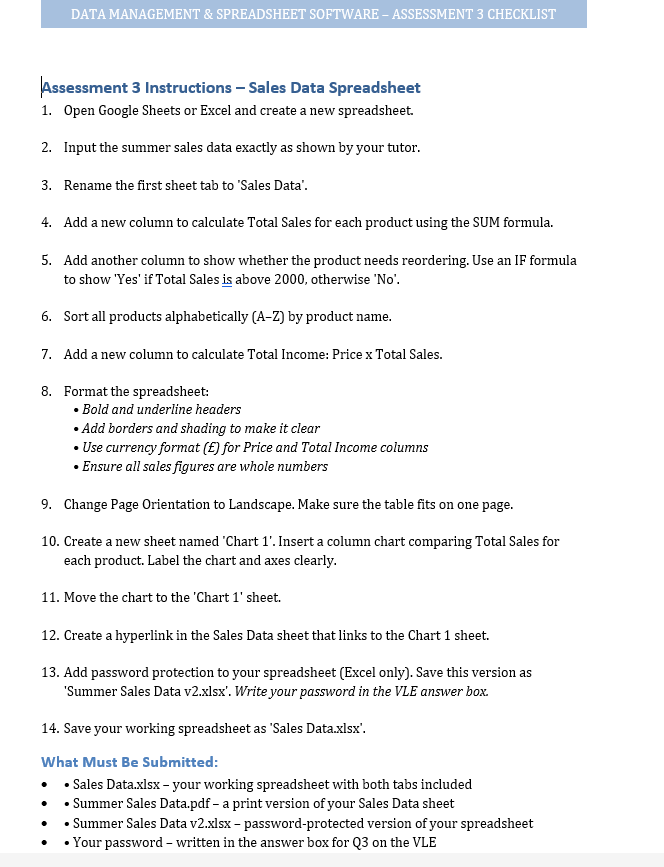 DATA MANAGEMENT & SPREADSHEET SOFTWARE – ASSESSMENT 3 CHECKLIST
Assessment 3 Instructions – Sales Data Spreadsheet
1. Open Google Sheets or Excel and create a new spreadsheet.
2. Input the summer sales data exactly as shown by your tutor.
3. Rename the first sheet tab to 'Sales Data'.
4. Add a new column to calculate Total Sales for each product using the SUM formula.
5. Add another column to show whether the product needs reordering. Use an IF formula
to show 'Yes' if Total Sales is above 2000, otherwise 'No'.
6. Sort all products alphabetically (A–Z) by product name.
7. Add a new column to calculate Total Income: Price x Total Sales.
8. Format the spreadsheet:
• Bold and underline headers
• Add borders and shading to make it clear
• Use currency format (£) for Price and Total Income columns
• Ensure all sales figures are whole numbers
9. Change Page Orientation to Landscape. Make sure the table fits on one page.
10. Create a new sheet named 'Chart 1'. Insert a column chart comparing Total Sales for
each product. Label the chart and axes clearly.
11. Move the chart to the 'Chart 1' sheet.
12. Create a hyperlink in the Sales Data sheet that links to the Chart 1 sheet.
13. Add password protection to your spreadsheet (Excel only). Save this version as
'Summer Sales Data v2.xlsx'. Write your password in the VLE answer box.
14. Save your working spreadsheet as 'Sales Data.xlsx'.
What Must Be Submitted:
• • Sales Data.xlsx – your working spreadsheet with both tabs included
• • Summer Sales Data.pdf – a print version of your Sales Data sheet
• • Summer Sales Data v2.xlsx – password-protected version of your spreadsheet
• • Your password – written in the answer box for Q3 on the VLE